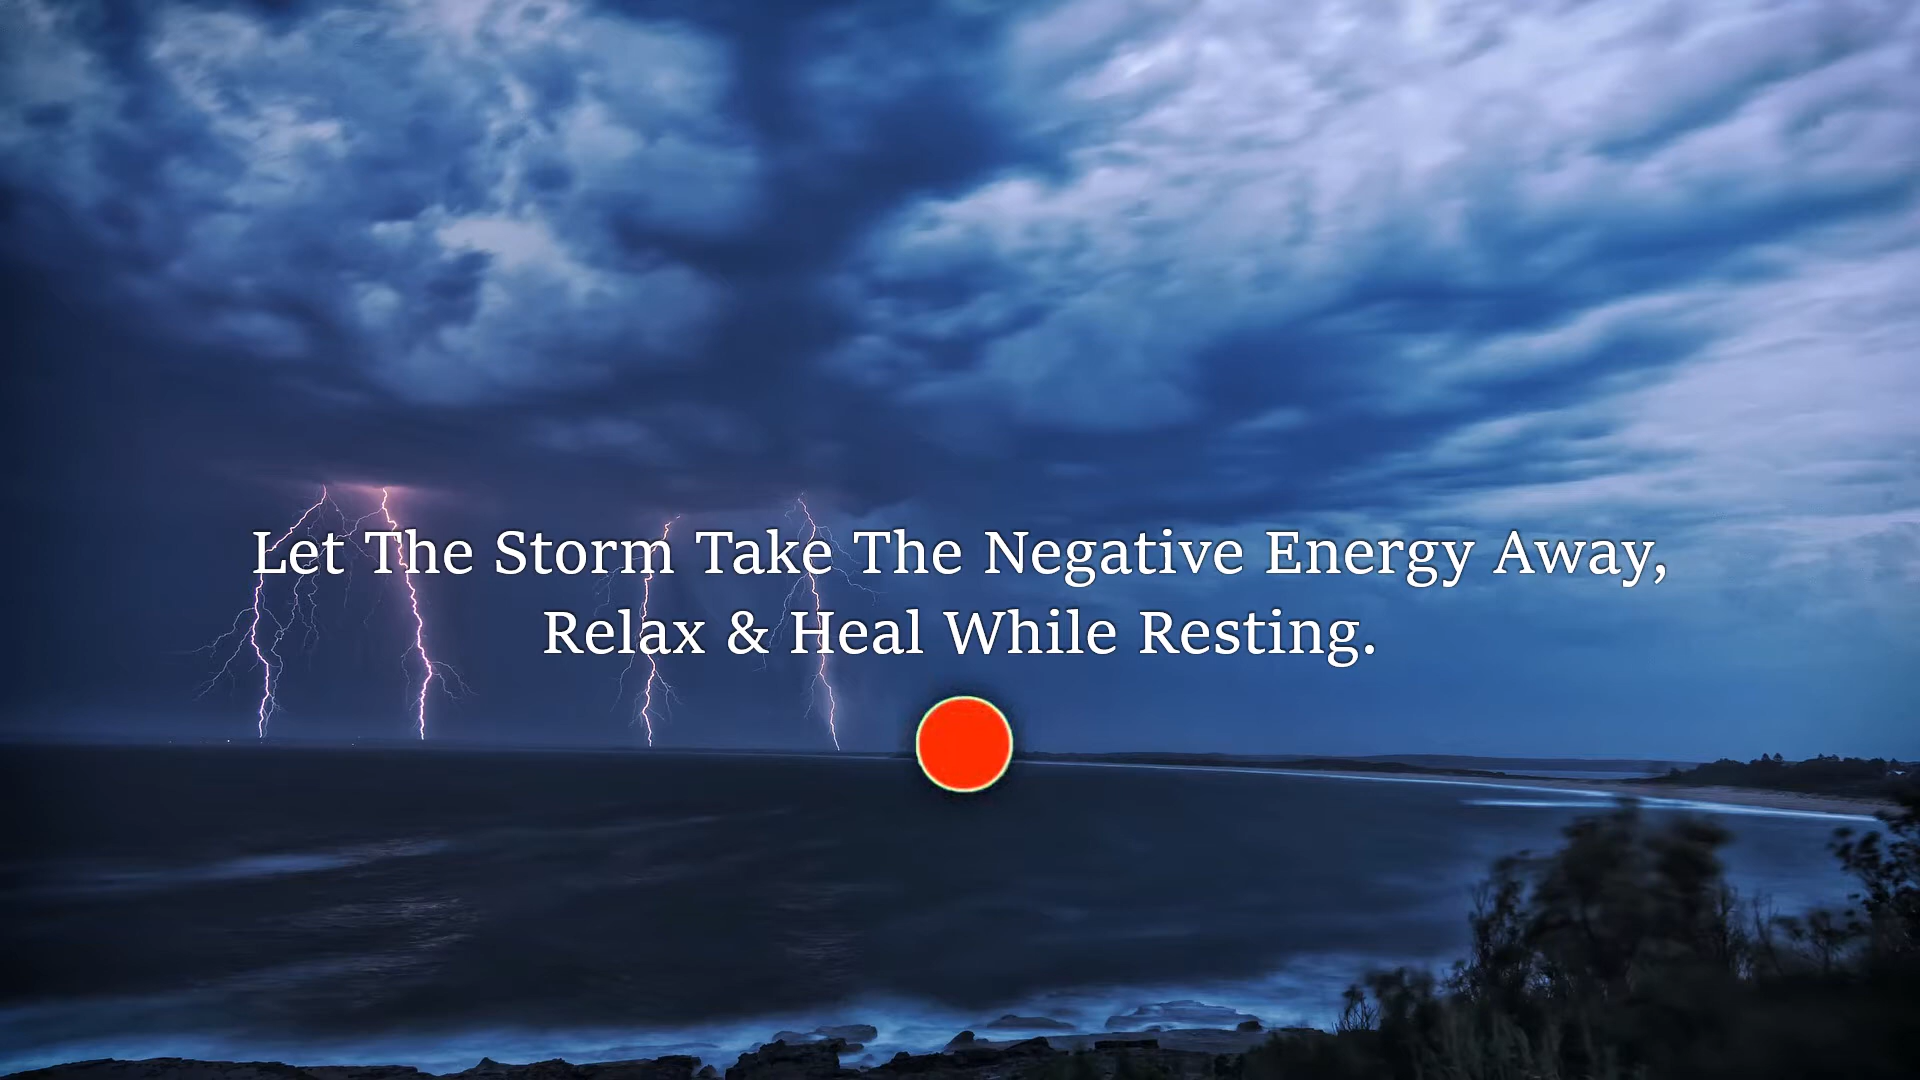 Let The Storm Take The Negative Energy Away,
Relax & Heal While Resting.